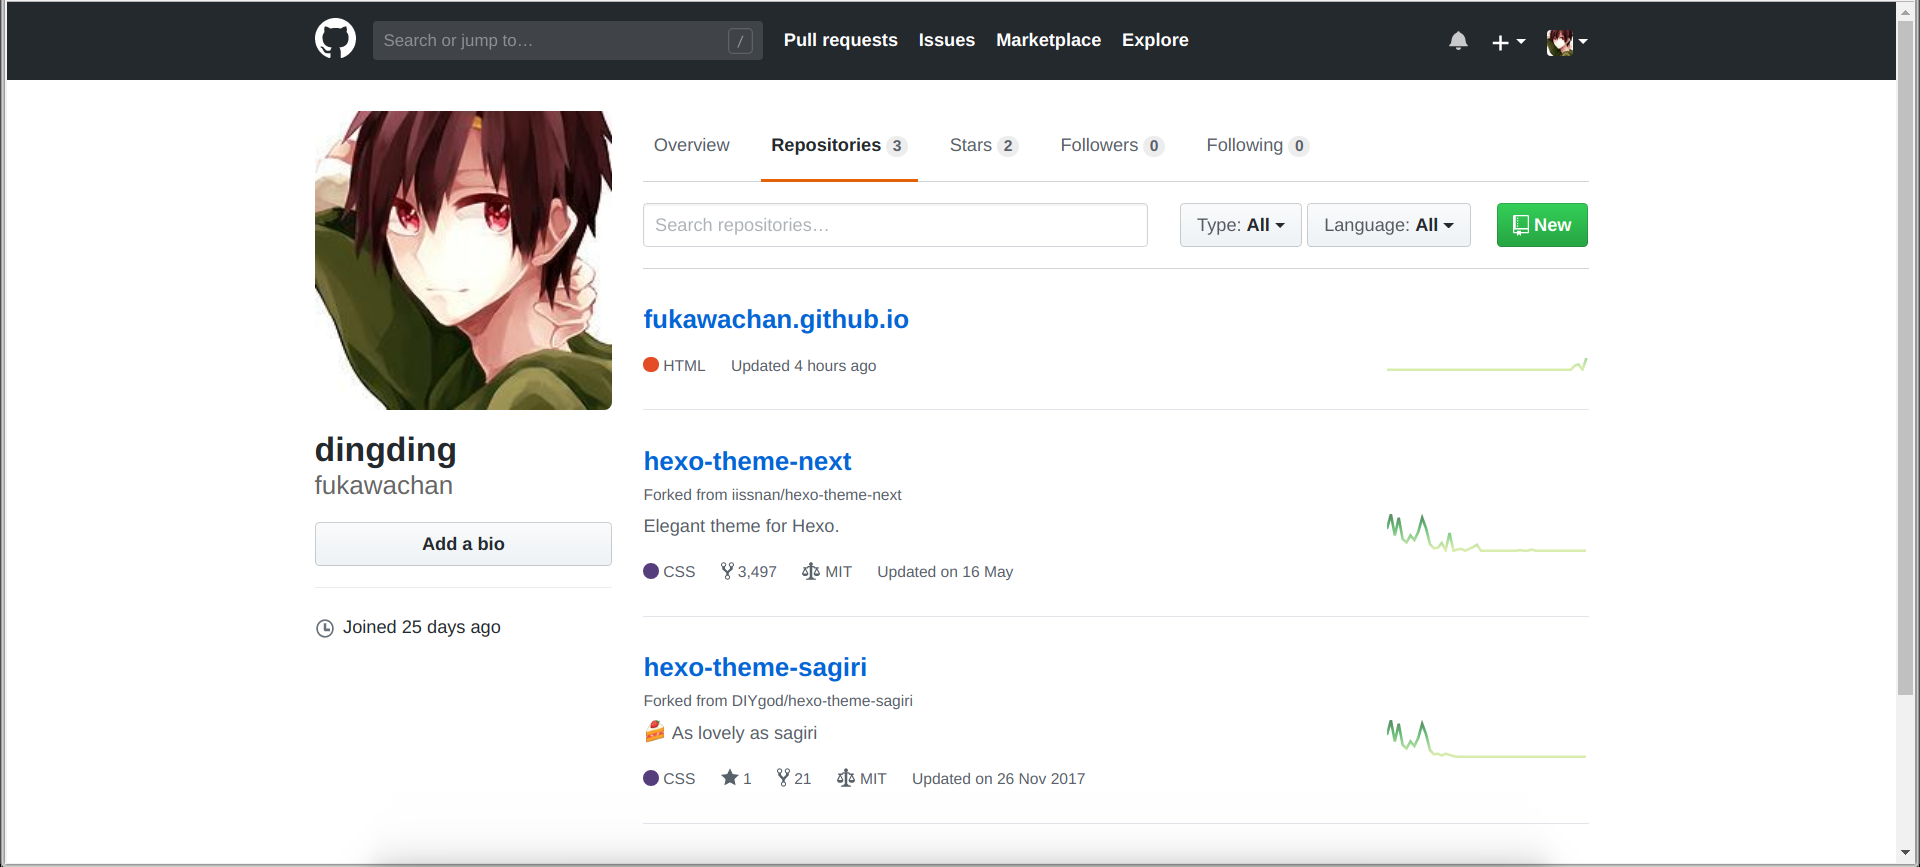 Search or jump to… / Pull requests Issues Marketplace Explore
Overview Repositories 3 Stars 2 Followers 0 Following 0
Search repositories… Type: All Language: All New
fukawachan.github.io
HTML Updated 4 hours ago
dingding
fukawachan
Add a bio
Joined 25 days ago
hexo-theme-next
Forked from iissnan/hexo-theme-next
Elegant theme for Hexo.
CSS 3,497 MIT Updated on 16 May
hexo-theme-sagiri
Forked from DIYgod/hexo-theme-sagiri
🍰 As lovely as sagiri
CSS 1 21 MIT Updated on 26 Nov 2017